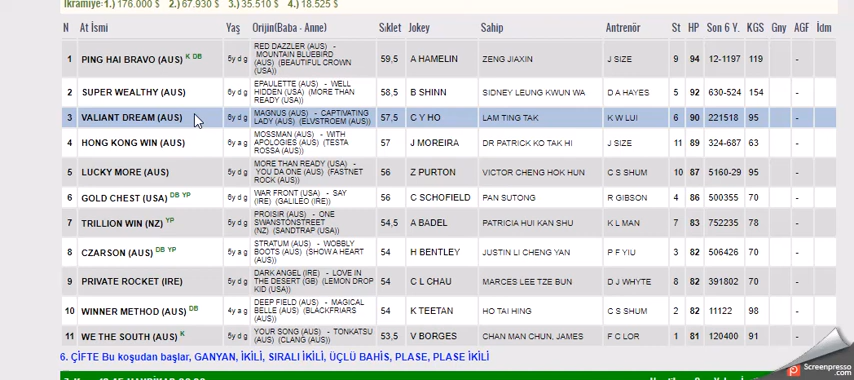 İkramiye:1.) 176.000 $ 2.) 67.930 $ 3.) 35.510 $ 4.) 18.525 $
N At İsmi Yaş Orijin(Baba - Anne) Sıklet Jokey Sahip Antrenör St HP Son 6 Y. KGS Gny AGF İdm
1 PING HAI BRAVO (AUS) K DB 5y d g RED DAZZLER (AUS) - MOUNTAIN BLUEBIRD (AUS) (BEAUTIFUL CROWN (USA)) 59,5 A HAMELIN ZENG JIAXIN J SIZE 9 94 12-1197 119 -
2 SUPER WEALTHY (AUS) EPAULETTE (AUS) - WELL HIDDEN (USA) (MORE THAN READY (USA)) 58,5 B SHINN SIDNEY LEUNG KWUN WA D A HAYES 5 92 630-524 154 -
3 VALIANT DREAM (AUS) MAGNUS (AUS) - CAPTIVATING LADY (AUS) (ELVSTROEM (AUS)) 57,5 C Y HO LAM TING TAK K W LUI 6 90 221518 95 -
4 HONG KONG WIN (AUS) MOSSMAN (AUS) - WITH APOLOGIES (AUS) (TESTA ROSSA (AUS)) 57 J MOREIRA DR PATRICK KO TAK HI J SIZE 11 89 324-687 63 -
5 LUCKY MORE (AUS) MORE THAN READY (USA) - YOU DA ONE (AUS) (FASTNET ROCK (AUS)) 56 Z PURTON VICTOR CHENG HOK HUN C S SHUM 10 87 5160-29 95 -
6 GOLD CHEST (USA) DB YP WAR FRONT (USA) - SAY (IRE) (GALILEO (IRE)) 56 C SCHOFIELD PAN SUTONG R GIBSON 4 86 500355 70 -
7 TRILLION WIN (NZ) YP PROISIR (AUS) - ONE SWANSTONSTREET (NZ) (SANDTRAP (USA)) 54,5 A BADEL PATRICIA HUI KAN SHU K L MAN 7 83 752235 78 -
8 CZARSON (AUS) DB YP STRATUM (AUS) - WOBBLY BOOTS (AUS) (SHOW A HEART (AUS)) 54 H BENTLEY JUSTIN LI CHENG YAN P F YIU 3 82 506426 70 -
9 PRIVATE ROCKET (IRE) DARK ANGEL (IRE) - LOVE IN THE DESERT (GB) (LEMON DROP KID (USA)) 54 C L CHAU MARCES LEE TZE BUN D J WHYTE 8 82 391802 70 -
10 WINNER METHOD (AUS) DB 4y a g DEEP FIELD (AUS) - MAGICAL BELLE (AUS) (BLACKFRIARS (AUS)) 54 K TEETAN HO TAI HING C S SHUM 2 82 11122 98 -
11 WE THE SOUTH (AUS) K YOUR SONG (AUS) - TONKATSU (AUS) (CLANG (AUS)) 53,5 V BORGES CHAN MAN CHUN, JAMES F C LOR 1 81 120400 91 -
6. ÇİFTE Bu koşudan başlar, GANYAN, İKİLİ, SIRALI İKİLİ, ÜÇLÜ BAHİS, PLASE, PLASE İKİLİ
Screenpresso
.com